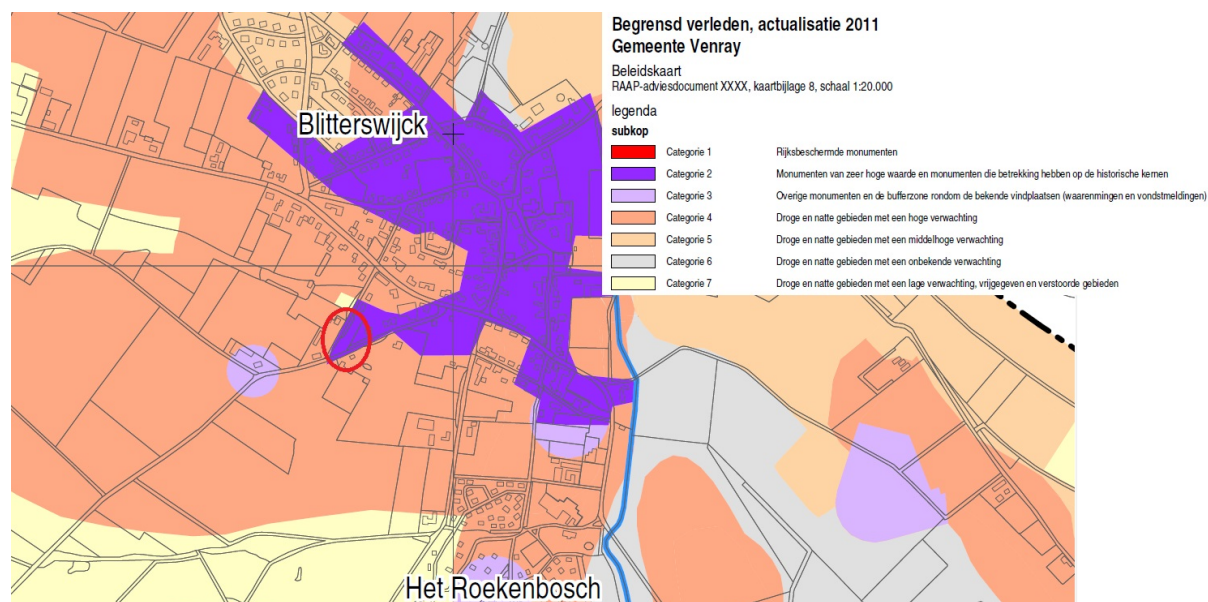 Begrensd verleden, actualisatie 2011
Gemeente Venray
Beleidskaart
RAAP-adviesdocument XXXX, kaartbijlage 8, schaal 1:20.000
legenda
subkop
Categorie 1 Rijksbeschermde monumenten
Categorie 2 Monumenten van zeer hoge waarde en monumenten die betrekking hebben op de historische kernen
Categorie 3 Overige monumenten en de bufferzone rondom de bekende vindplaatsen (waarenmingen en vondstmeldingen)
Categorie 4 Droge en natte gebieden met een hoge verwachting
Categorie 5 Droge en natte gebieden met een middelhoge verwachting
Categorie 6 Droge en natte gebieden met een onbekende verwachting
Categorie 7 Droge en natte gebieden met een lage verwachting, vrijgegeven en verstoorde gebieden
Blitterswijck
Het Roekenbosch